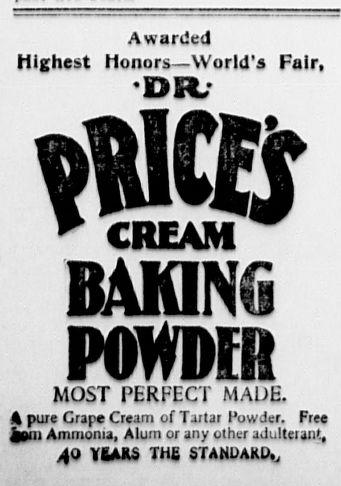 Awarded
Highest Honors—World's Fair,
·DR.·
PRICE'S
CREAM
BAKING
POWDER
MOST PERFECT MADE.
A pure Grape Cream of Tartar Powder. Free
from Ammonia, Alum or any other adulterant,
40 YEARS THE STANDARD.